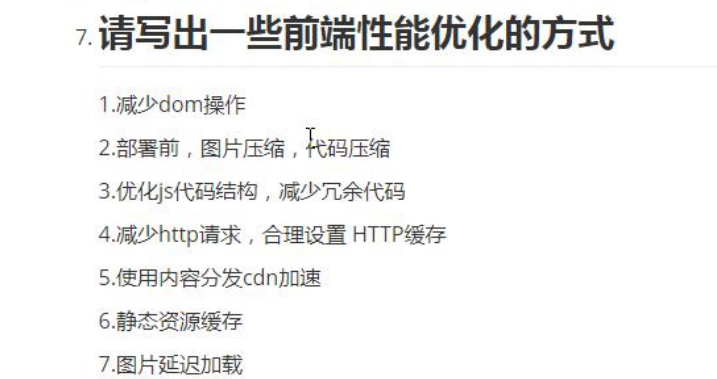 7. 请写出一些前端性能优化的方式
1.减少dom操作
2.部署前，图片压缩，代码压缩
3.优化js代码结构，减少冗余代码
4.减少http请求，合理设置 HTTP缓存
5.使用内容分发cdn加速
6.静态资源缓存
7.图片延迟加载